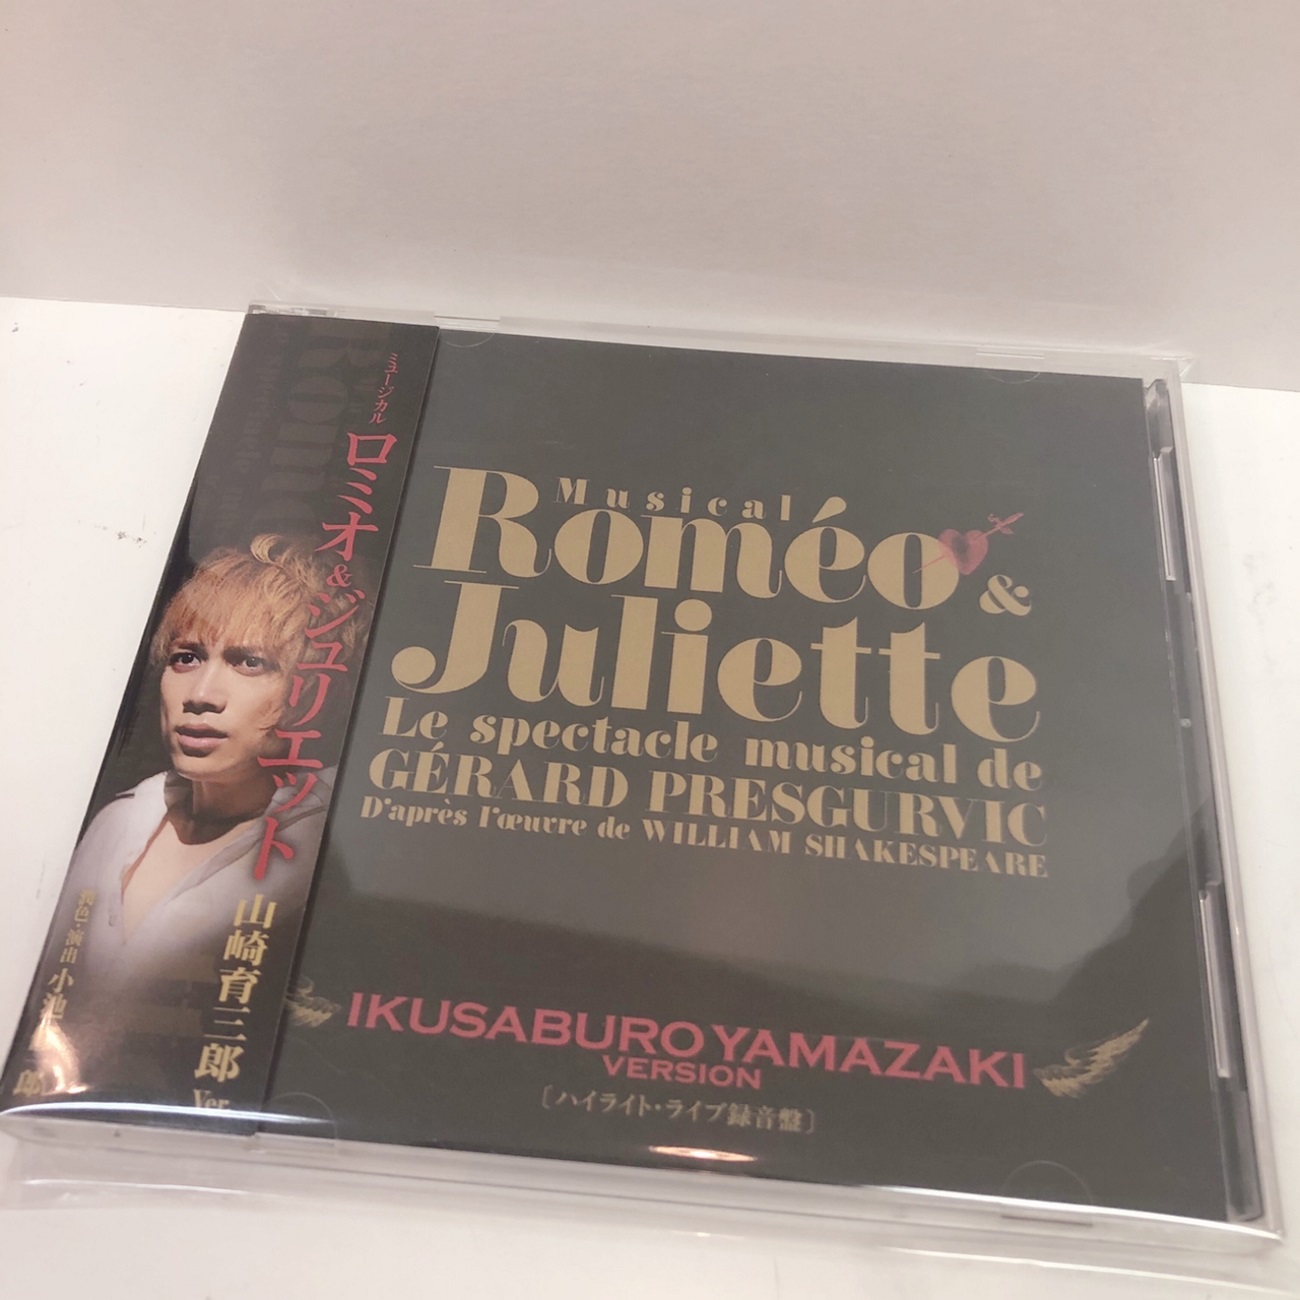 ミュージカル
ロミオ&ジュリエット
山崎育三郎 Ver.
潤色・演出 小池
郎
Musical
Roméo
&
Juliette
Le spectacle musical de
GÉRARD PRESGURVIC
D'après l'œuvre de WILLIAM SHAKESPEARE
IKUSABURO YAMAZAKI
VERSION
[ハイライト・ライブ録音盤]